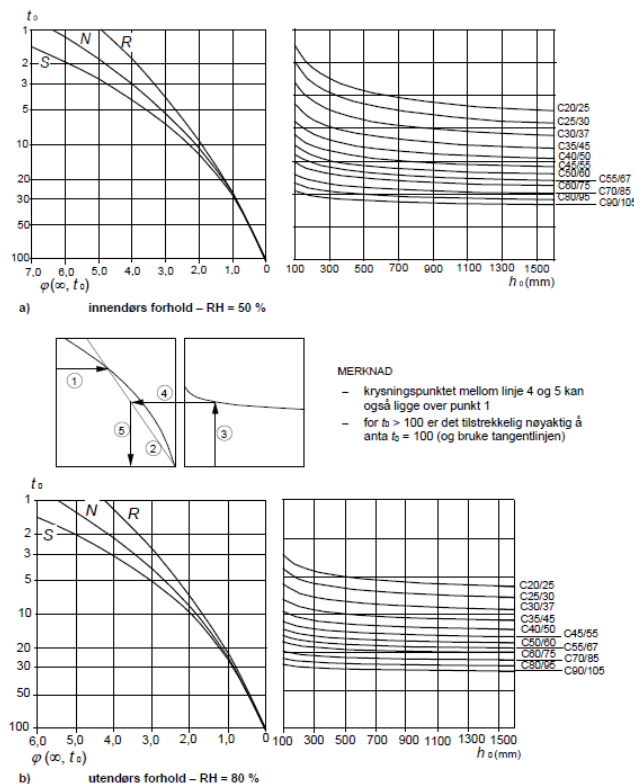 t₀
1
2
3
5
10
20
30
50
100
S
N
R
7,0
6,0
5,0
4,0
3,0
2,0
1,0
0
φ(∞, t₀)
C20/25
C25/30
C30/37
C35/45
C40/50
C45/55
C50/60
C55/67
C60/75
C70/85
C80/95
C90/105
100
300
500
700
900
1100
1300
1500
h₀(mm)
a) innendørs forhold – RH = 50 %
1
4
5
2
3
MERKNAD
– krysningspunktet mellom linje 4 og 5 kan
også ligge over punkt 1
– for t₀ > 100 er det tilstrekkelig nøyaktig å
anta t₀ = 100 (og bruke tangentlinjen)
t₀
1
2
3
5
10
20
30
50
100
S
N
R
6,0
5,0
4,0
3,0
2,0
1,0
0
φ(∞, t₀)
C20/25
C25/30
C30/37
C35/45
C40/50
C45/55
C50/60
C55/67
C60/75
C70/85
C80/95
C90/105
100
300
500
700
900
1100
1300
1500
h₀(mm)
b) utendørs forhold – RH = 80 %